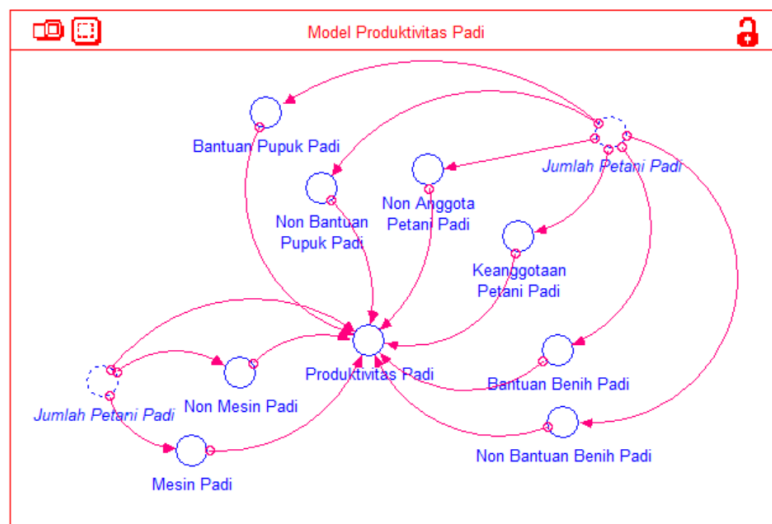 Model Produktivitas Padi
Bantuan Pupuk Padi
Jumlah Petani Padi
Non Bantuan
Pupuk Padi
Non Anggota
Petani Padi
Keanggotaan
Petani Padi
Produktivitas Padi
Bantuan Benih Padi
Non Mesin Padi
Jumlah Petani Padi
Non Bantuan Benih Padi
Mesin Padi